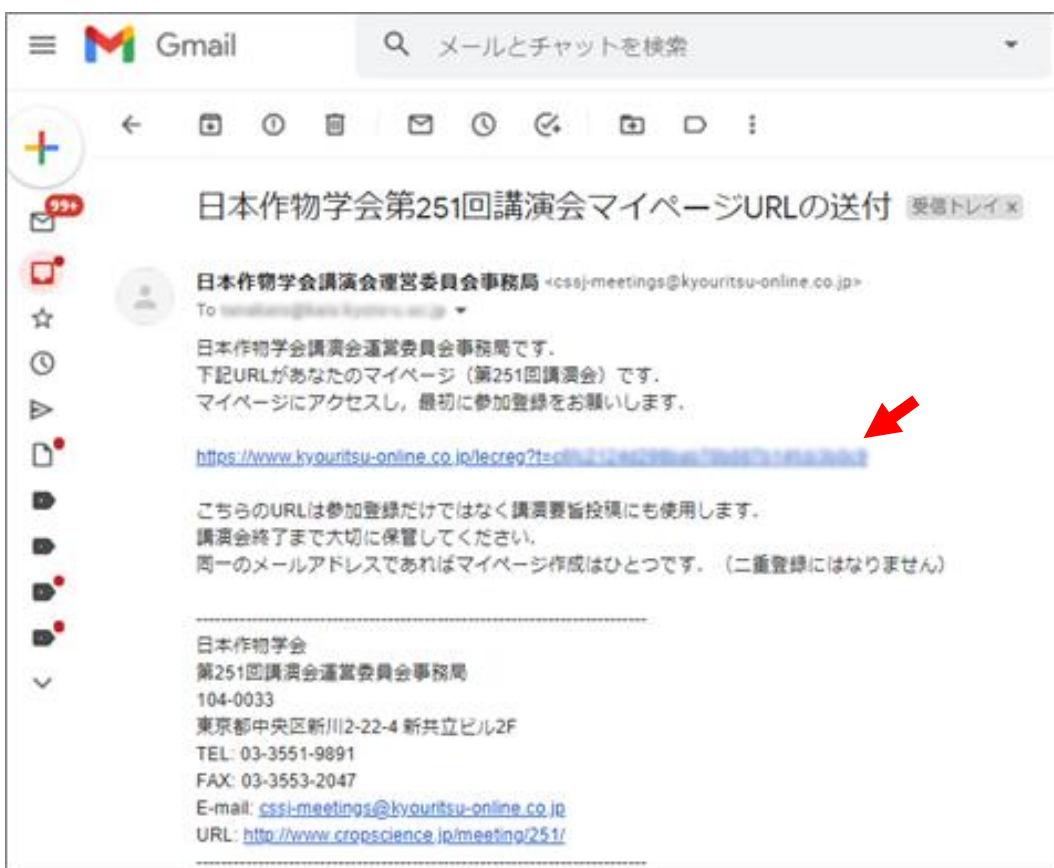 Gmail
メールとチャットを検索
日本作物学会第251回講演会マイページURLの送付 受信トレイ ×
99+
日本作物学会講演会運営委員会事務局 <cssj-meetings@kyouritsu-online.co.jp>
To
日本作物学会講演会運営委員会事務局です.
下記URLがあなたのマイページ（第251回講演会）です.
マイページにアクセスし，最初に参加登録をお願いします.
https://www.kyouritsu-online.co.jp/lecreg?t=
こちらのURLは参加登録だけではなく講演要旨投稿にも使用します.
講演会終了まで大切に保管してください.
同一のメールアドレスであればマイページ作成はひとつです.（二重登録にはなりません）
日本作物学会
第251回講演会運営委員会事務局
104-0033
東京都中央区新川2-22-4 新共立ビル2F
TEL: 03-3551-9891
FAX: 03-3553-2047
E-mail: cssj-meetings@kyouritsu-online.co.jp
URL: http://www.cropscience.jp/meeting/251/